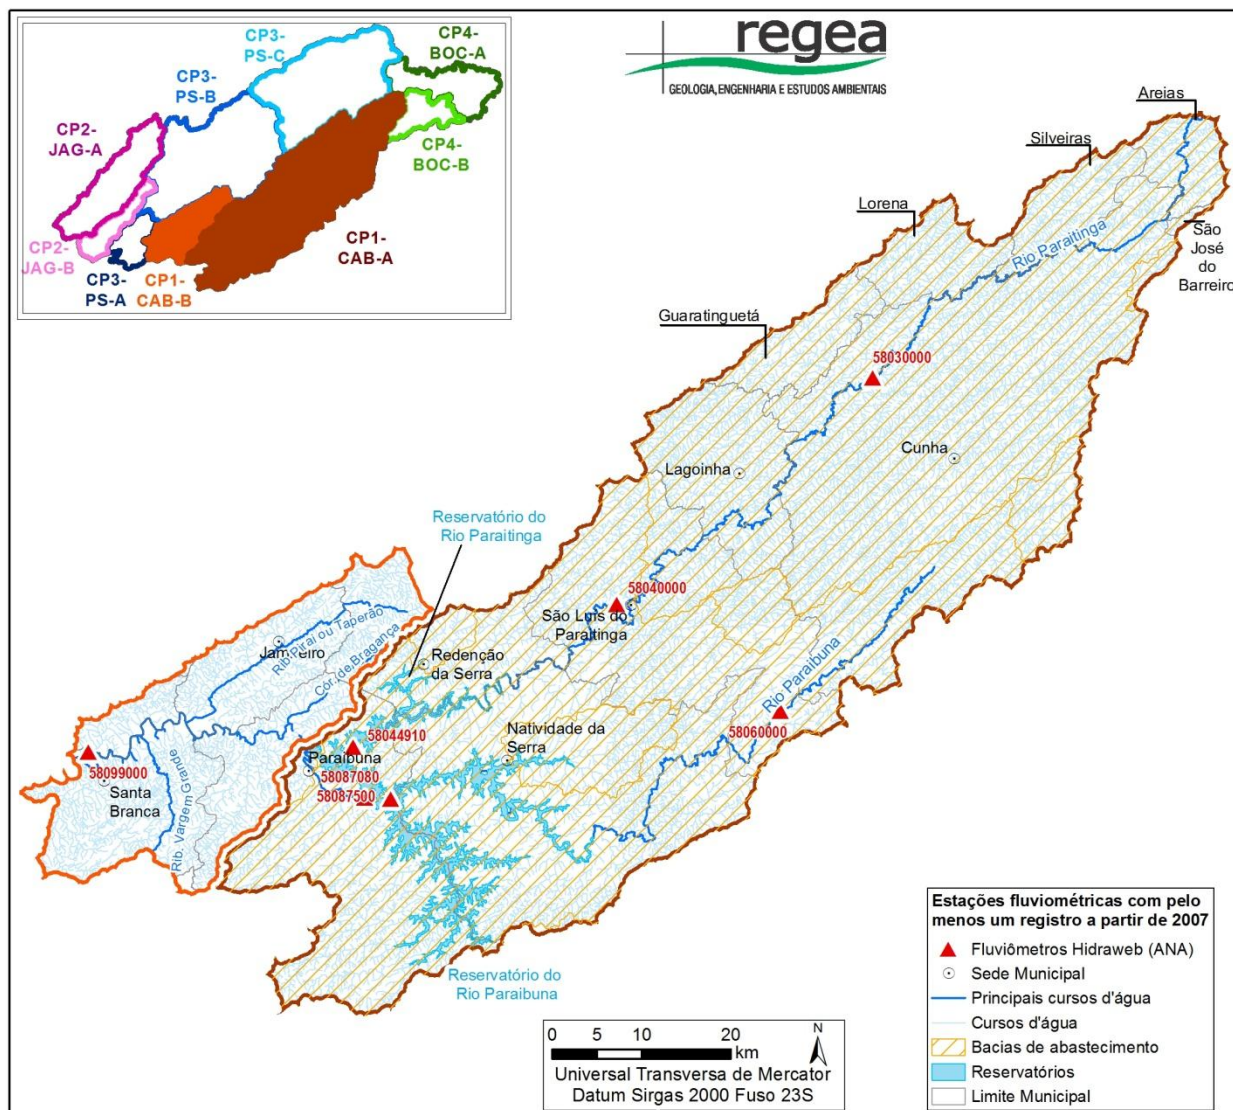 CP3-
PS-C
CP4-
BOC-A
CP3-
PS-B
CP2-
JAG-A
CP4-
BOC-B
CP2-
JAG-B
CP3-
PS-A
CP1-
CAB-B
CP1-
CAB-A
regea
GEOLOGIA, ENGENHARIA E ESTUDOS AMBIENTAIS
Areias
Silveiras
Lorena
São
José
do
Barreiro
Rio Paraitinga
Guaratinguetá
58030000
Cunha
Lagoinha
Reservatório do
Rio Paraitinga
58040000
São Luís do
Paraitinga
Rib. Piraí ou Taperão
Jambeiro
Cór. de Bragança
Redenção
da Serra
Rio Paraibuna
58060000
Natividade da
Serra
58044910
Paraibuna
58087080
58087500
58099000
Santa
Branca
Rib. Vargem Grande
Reservatório do
Rio Paraibuna
0 5 10 20
km
N
Universal Transversa de Mercator
Datum Sirgas 2000 Fuso 23S
Estações fluviométricas com pelo
menos um registro a partir de 2007
Fluviômetros Hidraweb (ANA)
Sede Municipal
Principais cursos d'água
Cursos d'água
Bacias de abastecimento
Reservatórios
Limite Municipal